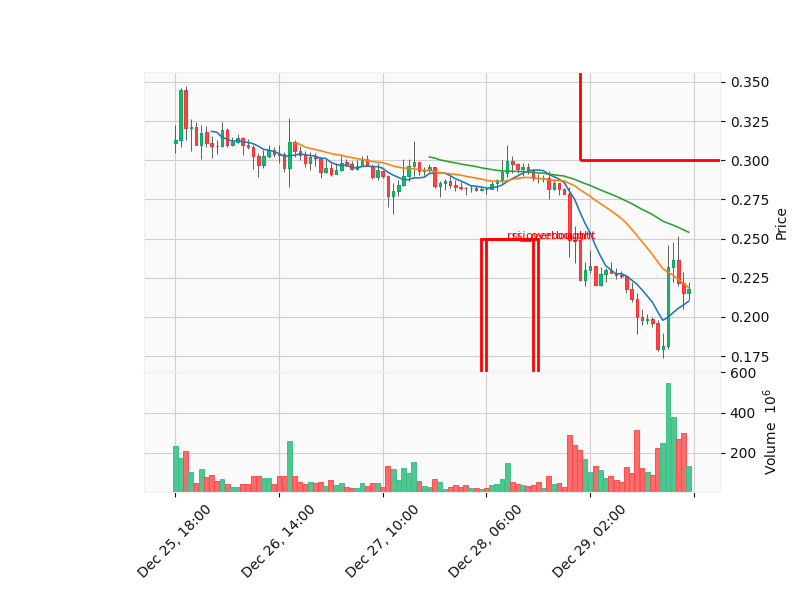 0.350
0.325
0.300
0.275
0.250
0.225
0.200
0.175
Price
600
400
200
Volume 10^6
Dec 25, 18:00
Dec 26, 14:00
Dec 27, 10:00
Dec 28, 06:00
Dec 29, 02:00